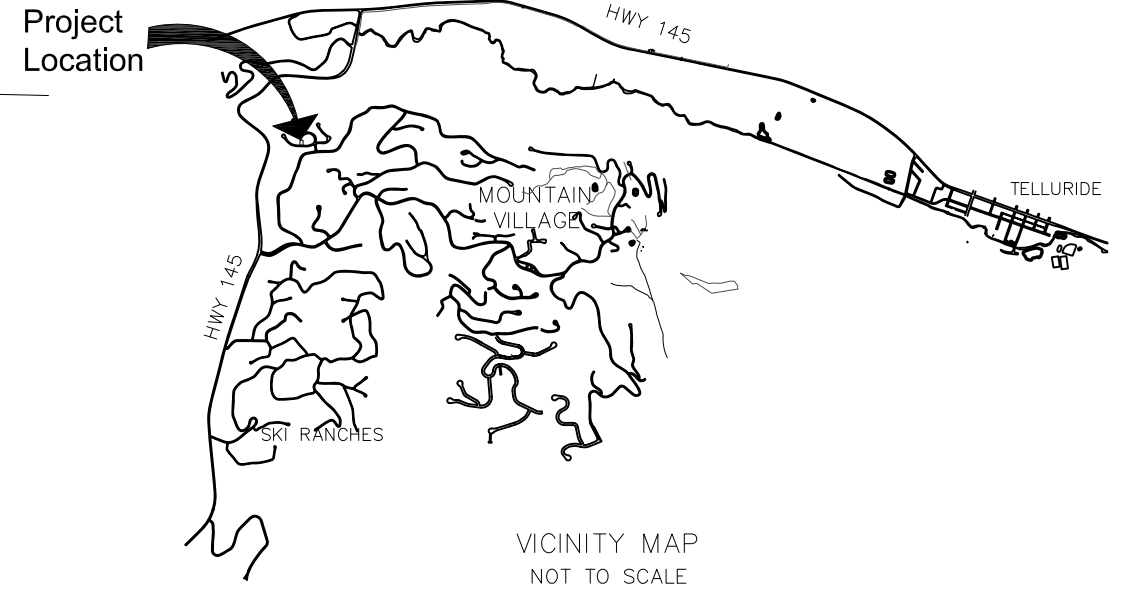 Project
Location
HWY 145
TELLURIDE
MOUNTAIN
VILLAGE
HWY 145
SKI RANCHES
VICINITY MAP
NOT TO SCALE